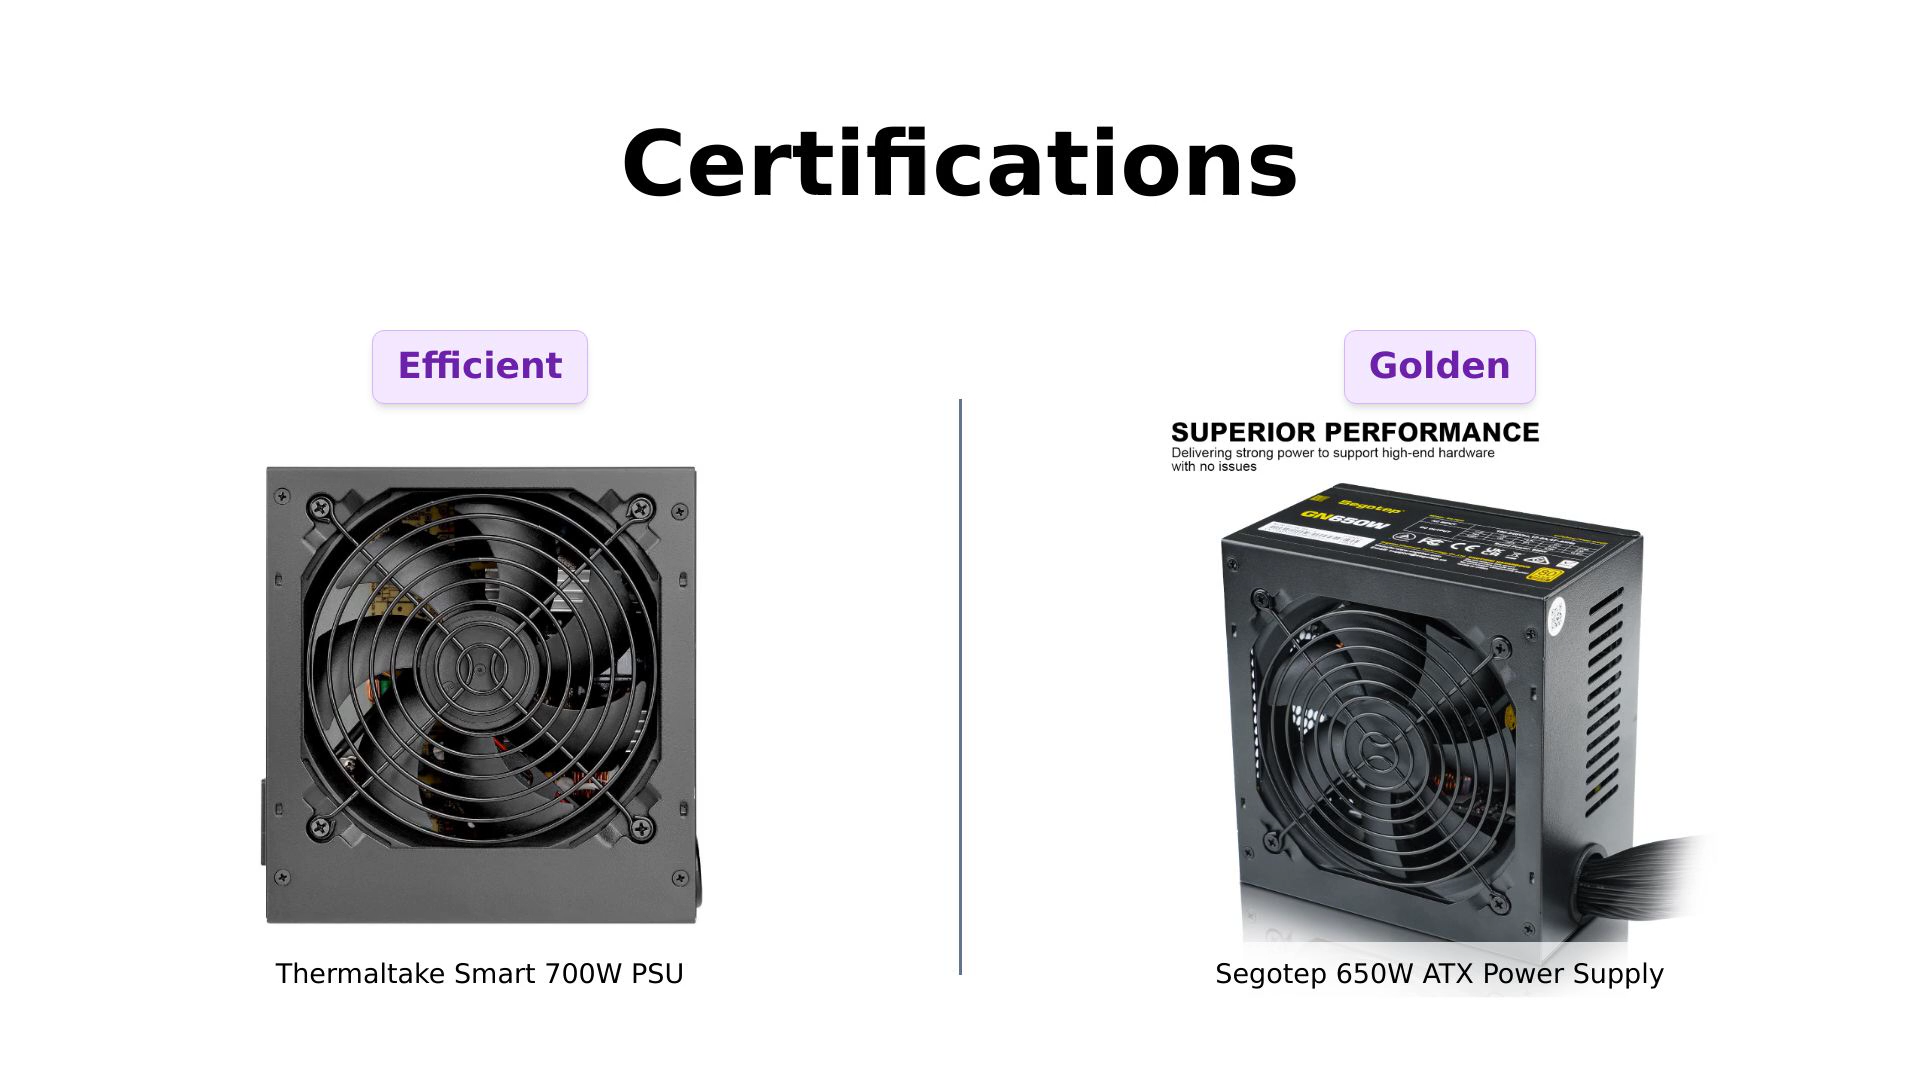 Certifications
Efficient
Golden
SUPERIOR PERFORMANCE
Delivering strong power to support high-end hardware
with no issues
Segotep
GN650W
Thermaltake Smart 700W PSU
Segotep 650W ATX Power Supply